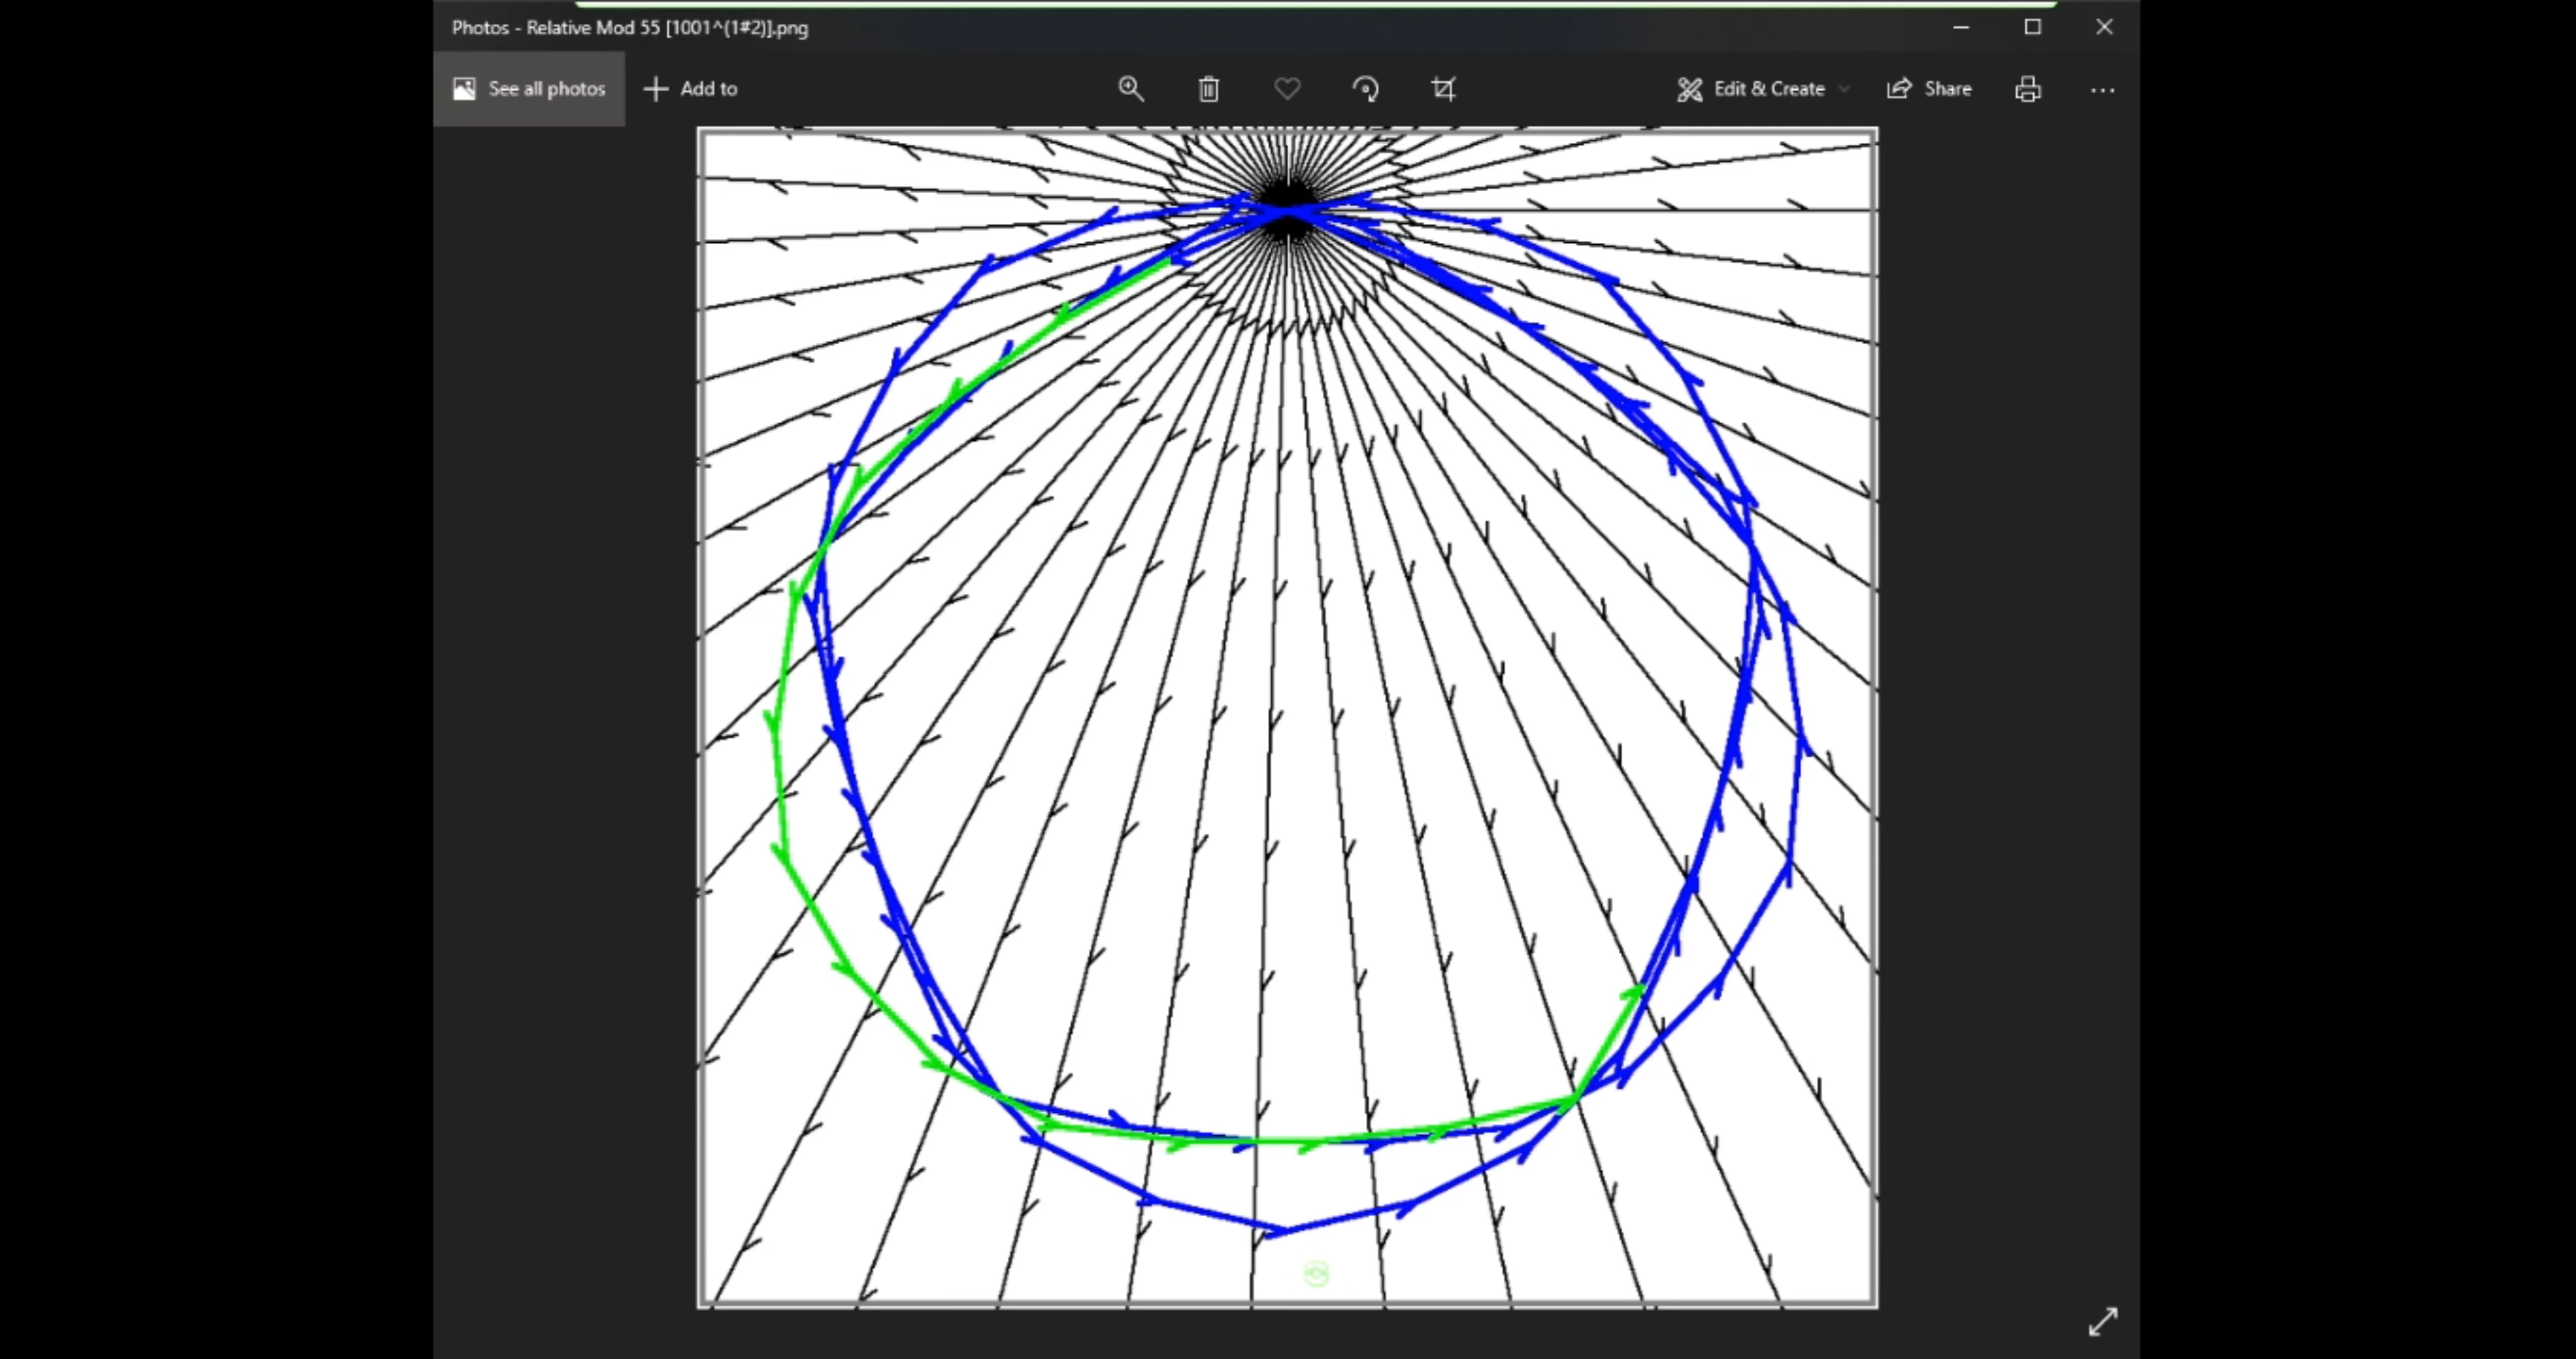 Photos - Relative Mod 55 [1001^(1#2)].png
See all photos
Add to
Edit & Create
Share